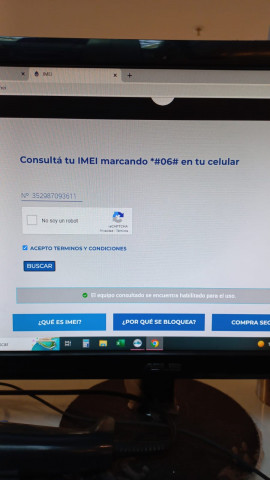 IMEI
Consultá tu IMEI marcando *#06# en tu celular
Nº: 352987093611
No soy un robot
reCAPTCHA
Privacidad - Términos
ACEPTO TERMINOS Y CONDICIONES
BUSCAR
El equipo consultado se encuentra habilitado para el uso.
¿QUÉ ES IMEI?
¿POR QUÉ SE BLOQUEA?
COMPRA SEG